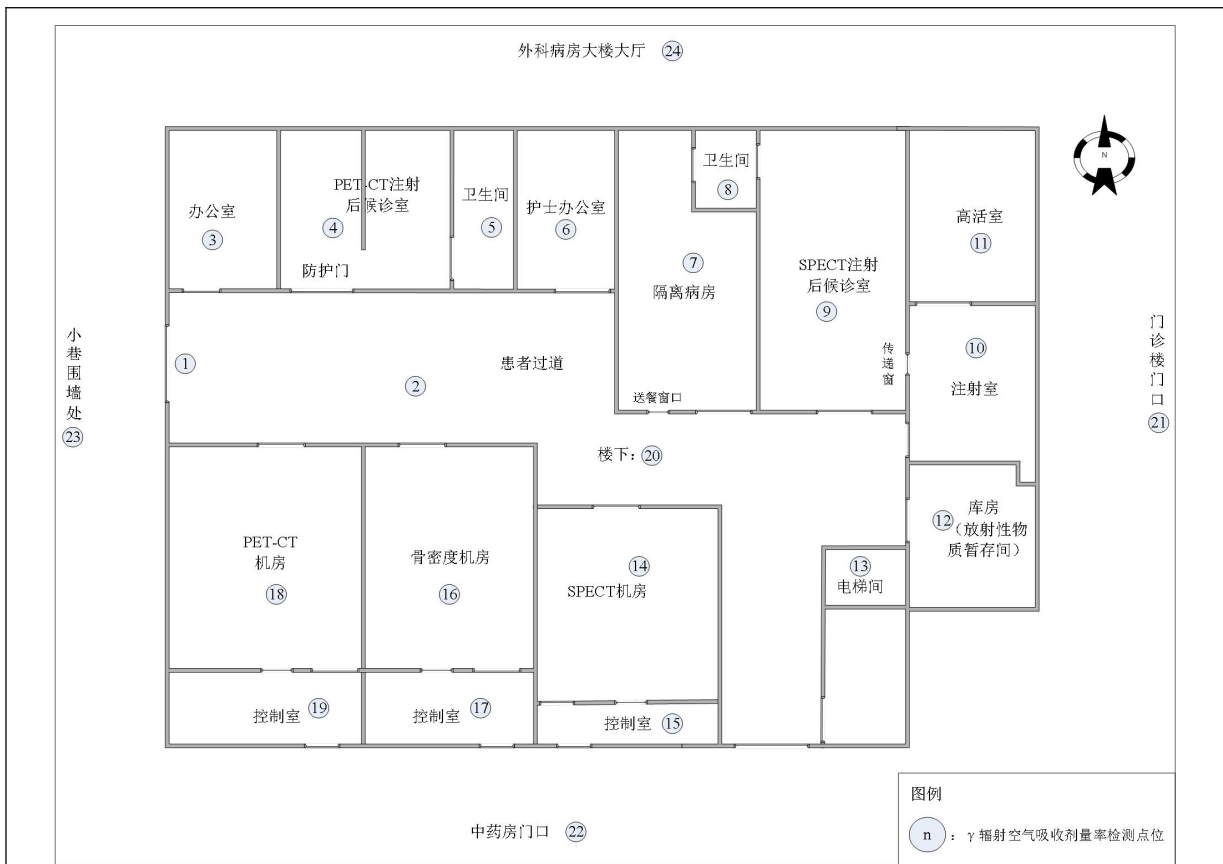 外科病房大楼大厅 24
N
办公室
3
PET-CT注射
后候诊室
4
防护门
卫生间
5
护士办公室
6
卫生间
8
7
隔离病房
SPECT注射
后候诊室
9
高活室
11
传递窗
10
注射室
小巷围墙处
23
1
2
患者过道
送餐窗口
门诊楼门口
21
楼下：20
库房
12（放射性物
质暂存间）
13
电梯间
PET-CT
机房
18
骨密度机房
16
14
SPECT机房
控制室 19
控制室 17
控制室 15
中药房门口 22
图例
n ：γ辐射空气吸收剂量率检测点位